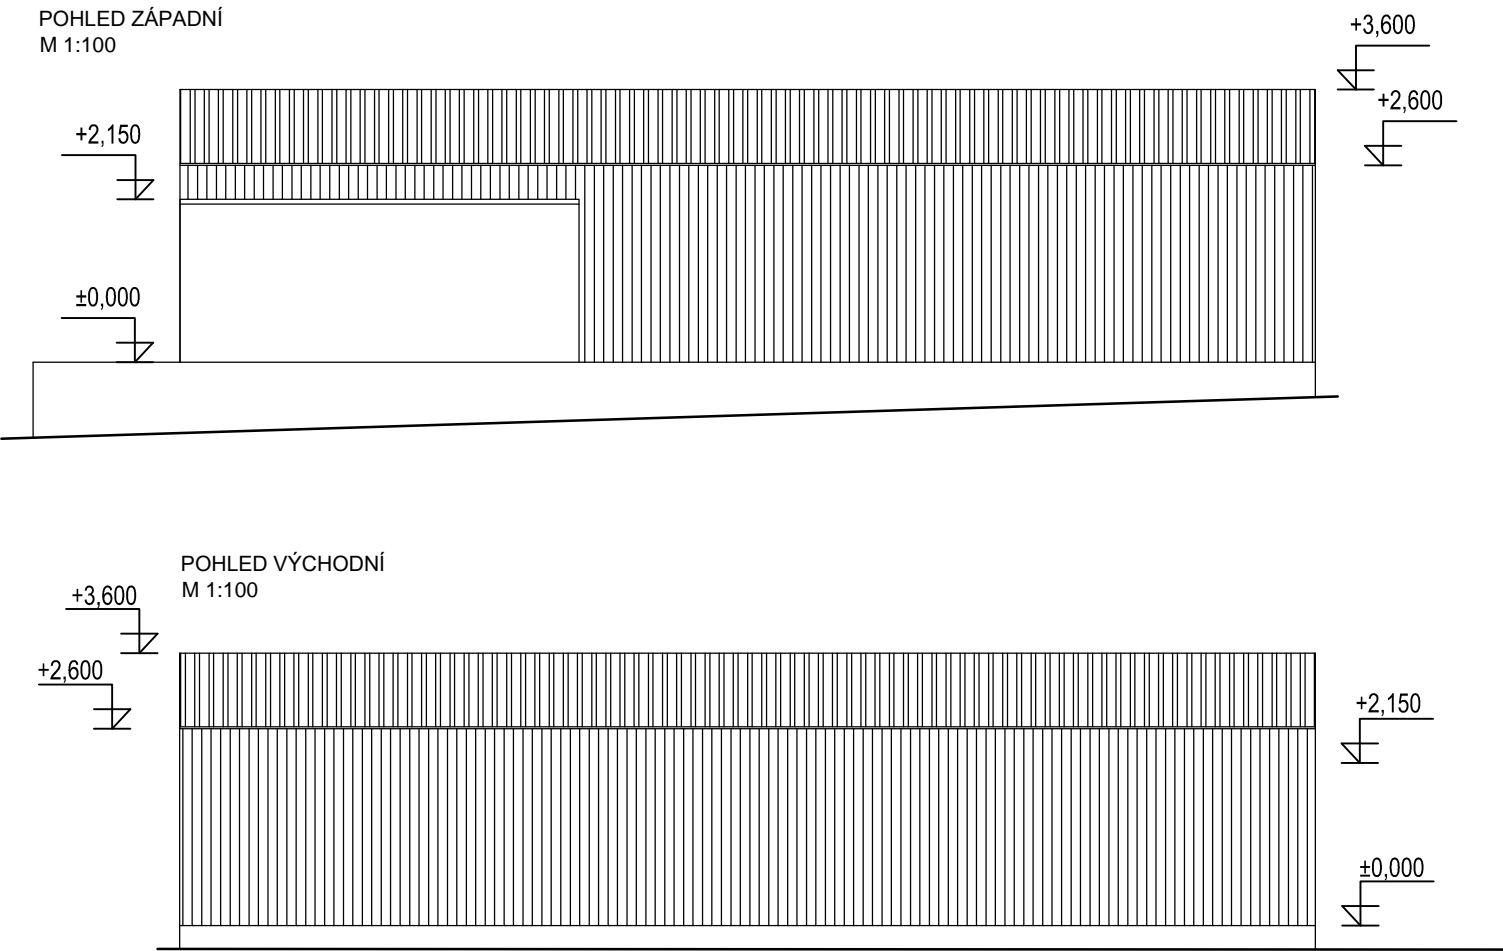 POHLED ZÁPADNÍ
M 1:100
+3,600
+2,600
+2,150
±0,000
POHLED VÝCHODNÍ
M 1:100
+3,600
+2,600
+2,150
±0,000